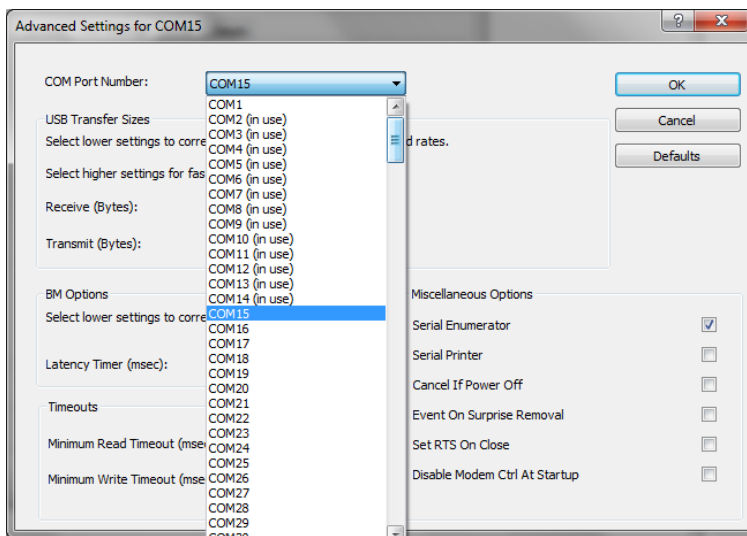 Advanced Settings for COM15
COM Port Number:
COM15
OK
Cancel
Defaults
COM1
COM2 (in use)
COM3 (in use)
COM4 (in use)
COM5 (in use)
COM6 (in use)
COM7 (in use)
COM8 (in use)
COM9 (in use)
COM10 (in use)
COM11 (in use)
COM12 (in use)
COM13 (in use)
COM14 (in use)
COM15
COM16
COM17
COM18
COM19
COM20
COM21
COM22
COM23
COM24
COM25
COM26
COM27
COM28
COM29
USB Transfer Sizes
Select lower settings to corre d rates.
Select higher settings for fas
Receive (Bytes):
Transmit (Bytes):
BM Options
Select lower settings to corre
Latency Timer (msec):
Timeouts
Minimum Read Timeout (mse
Minimum Write Timeout (mse
Miscellaneous Options
Serial Enumerator
Serial Printer
Cancel If Power Off
Event On Surprise Removal
Set RTS On Close
Disable Modem Ctrl At Startup